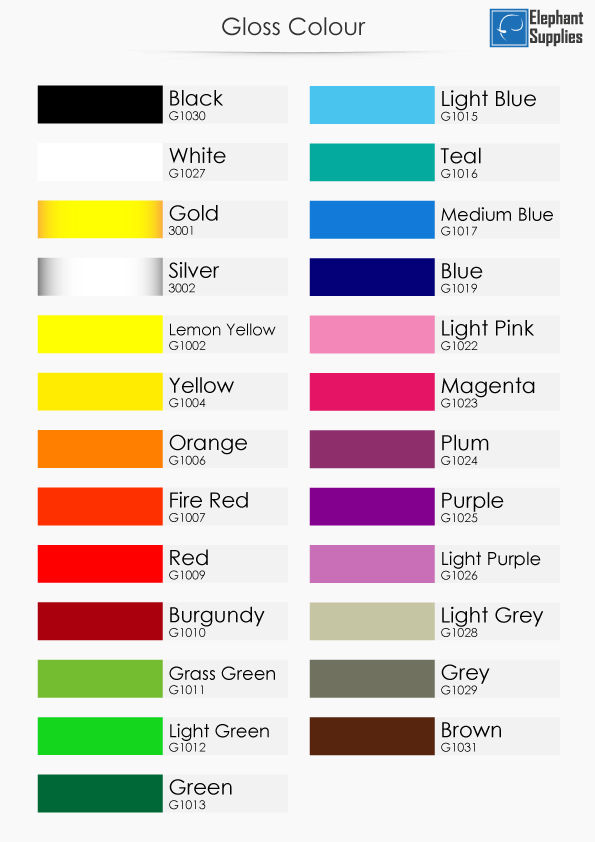 Gloss Colour
Elephant
Supplies
Black
G1030
White
G1027
Gold
3001
Silver
3002
Lemon Yellow
G1002
Yellow
G1004
Orange
G1006
Fire Red
G1007
Red
G1009
Burgundy
G1010
Grass Green
G1011
Light Green
G1012
Green
G1013
Light Blue
G1015
Teal
G1016
Medium Blue
G1017
Blue
G1019
Light Pink
G1022
Magenta
G1023
Plum
G1024
Purple
G1025
Light Purple
G1026
Light Grey
G1028
Grey
G1029
Brown
G1031